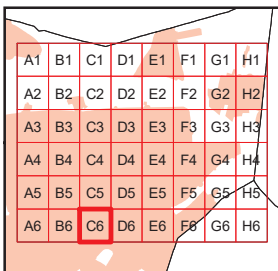 A1 B1 C1 D1 E1 F1 G1 H1
A2 B2 C2 D2 E2 F2 G2 H2
A3 B3 C3 D3 E3 F3 G3 H3
A4 B4 C4 D4 E4 F4 G4 H4
A5 B5 C5 D5 E5 F5 G5 H5
A6 B6 C6 D6 E6 F6 G6 H6